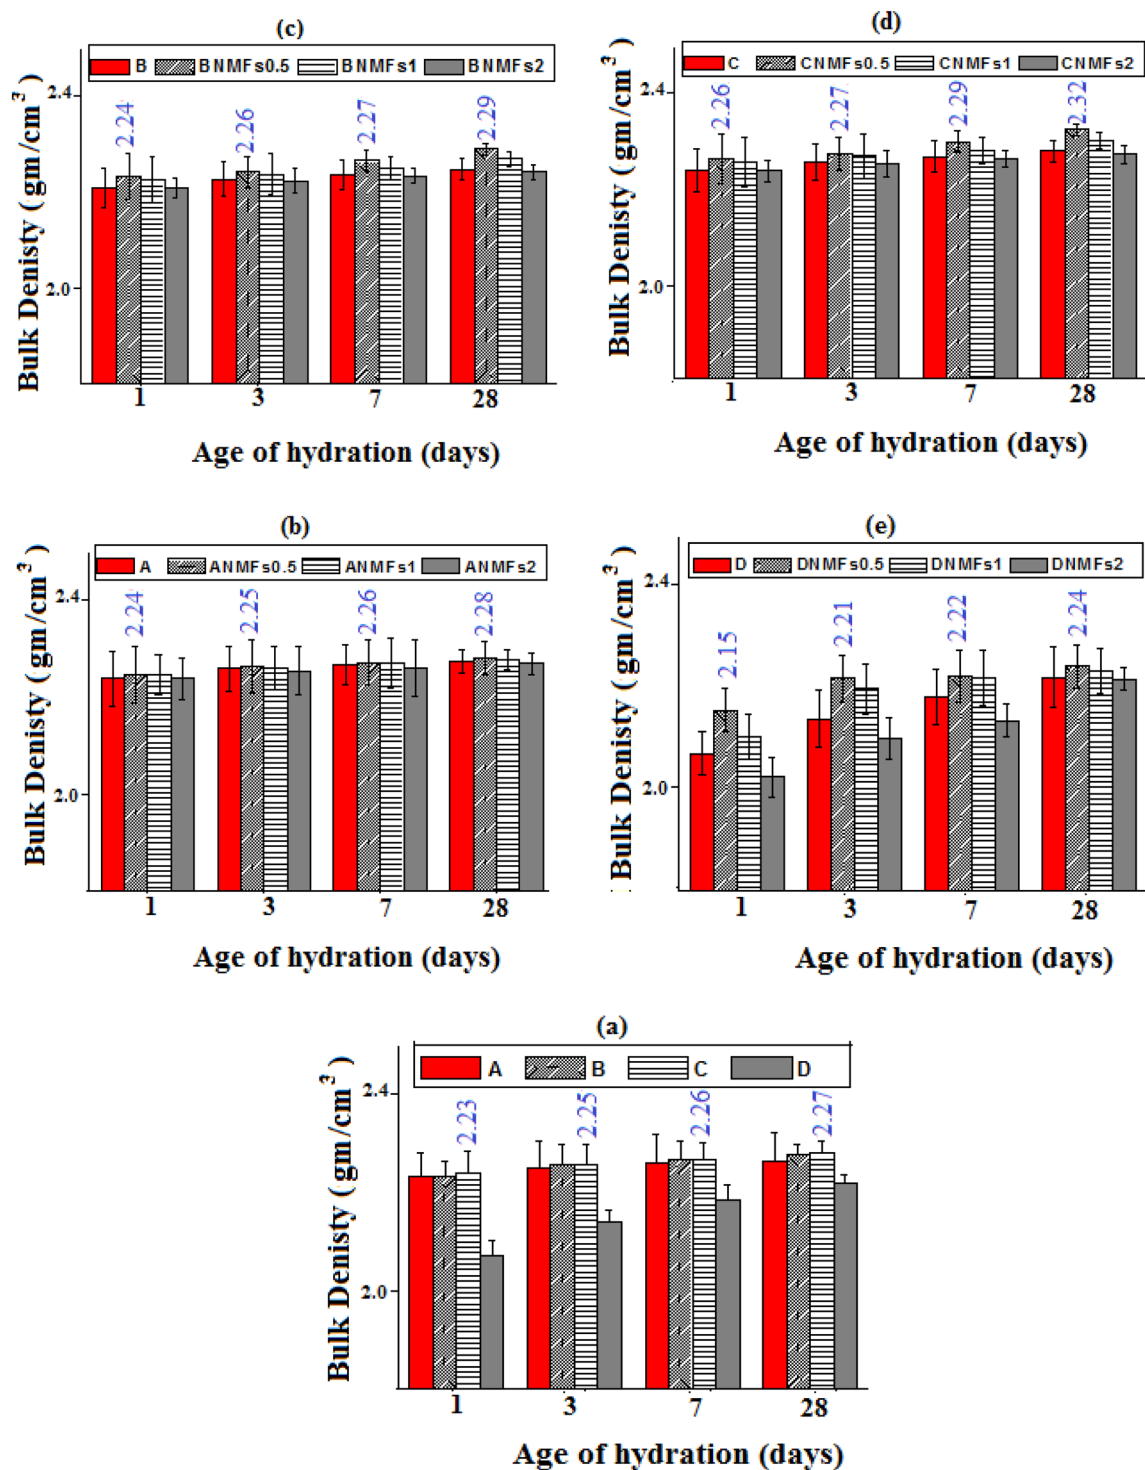 (c)
B BNMFs0.5 BNMFs1 BNMFs2
Bulk Denisty ( gm/cm3 )
2.4
2.0
2.24
2.26
2.27
2.29
1 3 7 28
Age of hydration (days)
(d)
C CNMFs0.5 CNMFs1 CNMFs2
Bulk Denisty ( gm/cm3 )
2.4
2.0
2.26
2.27
2.29
2.32
1 3 7 28
Age of hydration (days)
(b)
A ANMFs0.5 ANMFs1 ANMFs2
Bulk Denisty ( gm/cm3 )
2.4
2.0
2.24
2.25
2.26
2.28
1 3 7 28
Age of hydration (days)
(e)
D DNMFs0.5 DNMFs1 DNMFs2
Bulk Denisty ( gm/cm3 )
2.4
2.0
2.15
2.21
2.22
2.24
1 3 7 28
Age of hydration (days)
(a)
A B C D
Bulk Denisty ( gm/cm3 )
2.4
2.0
2.23
2.25
2.26
2.27
1 3 7 28
Age of hydration (days)